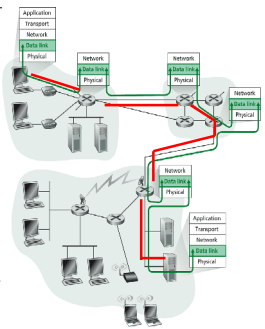 Application
Transport
Network
Data link
Physical
Network
Data link
Physical
Network
Data link
Physical
Network
Data link
Physical
Network
Data link
Physical
Application
Transport
Network
Data link
Physical